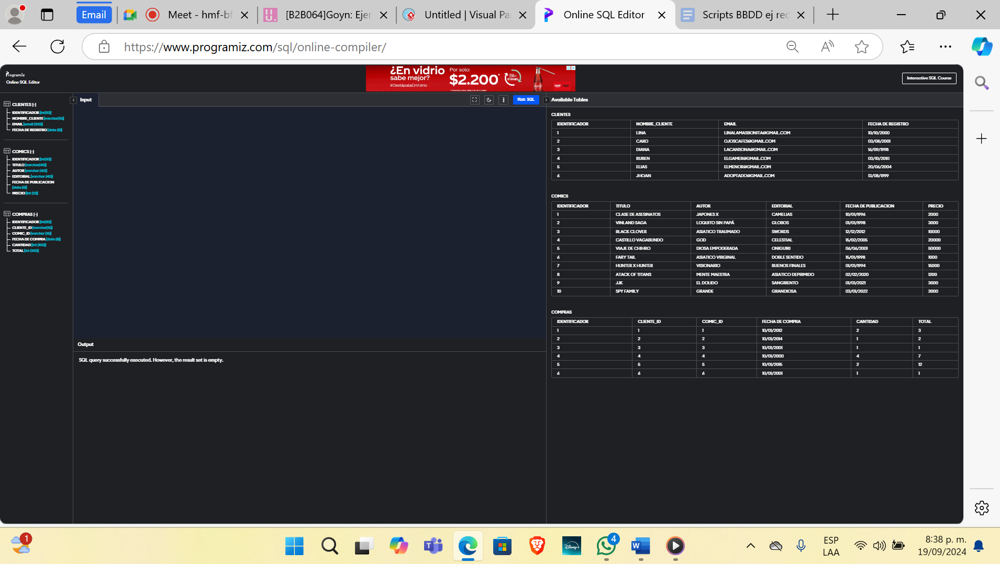 Email
Meet - hmf-bf
[B2B064]Goyn: Ejer
Untitled | Visual Pa
Online SQL Editor
Scripts BBDD ej rec
https://www.programiz.com/sql/online-compiler/
Programiz
Online SQL Editor
¿En vidrio
sabe mejor?
#DestápalaEnVidrio
Por solo:
$2.200*
350ml
Interactive SQL Course
CLIENTES [-]
IDENTIFICADOR [int(10)]
NOMBRE_CLIENTE [varchar(15)]
EMAIL [email (100)]
FECHA DE REGISTRO [date (8)]
COMICS [-]
IDENTIFICADOR [int(10)]
TITULO [varchar(40)]
AUTOR [varchar (40)]
EDITORIAL [varchar (40)]
FECHA DE PUBLICACION
[date (8)]
PRECIO [int (12)]
COMPRAS [-]
IDENTIFICADOR [int(10)]
CLIENTE_ID [varchar(15)]
COMIC_ID [varchar (15)]
FECHA DE COMPRA [date (8)]
CANTIDAD [int (100)]
TOTAL [int (100)]
Input
Run SQL
Output
SQL query successfully executed. However, the result set is empty.
Available Tables
CLIENTES
IDENTIFICADOR NOMBRE_CLIENTE EMAIL FECHA DE REGISTRO
1 LINA LINALAMASBONITA@GMAIL.COM 10/10/2000
2 CARO OJOSCAFES@GMAIL.COM 03/08/2001
3 DIANA LACANSONA@GMAIL.COM 16/09/1998
4 RUBEN ELGAMER@GMAIL.COM 03/10/2010
5 ELIAS ELMENOR@GMAIL.COM 20/06/2004
6 JHOAN ADOPTADO@GMAIL.COM 13/08/1999
COMICS
IDENTIFICADOR TITULO AUTOR EDITORIAL FECHA DE PUBLICACION PRECIO
1 CLASE DE ASESINATOS JAPONES X CAMELIAS 10/01/1996 2000
2 VINLAND SAGA LOQUITO SIN PAPÁ GLOBOS 01/01/1998 3000
3 BLACK CLOVER ASIATICO TRAUMADO SWORDS 12/12/2012 10000
4 CASTILLO VAGABUNDO GOD CELESTIAL 15/02/2005 20000
5 VIAJE DE CHIHRO DIOSA EMPODERADA ONIGUIRI 06/06/2001 50000
6 FARY TAIL ASIATICO VIRGINAL DOBLE SENTIDO 15/01/1998 1000
7 HUNTER X HUNTER VISIONARIO BUENOS FINALES 01/01/1994 15000
8 ATACK OF TITANS MENTE MAESTRA ASIATICO DEPRIMIDO 02/02/2020 1200
9 JJK EL DOLIDO SANGRIENTO 01/01/2021 3000
10 SPY FAMILY GRANDE GRANDIOSA 03/01/2022 3000
COMPRAS
IDENTIFICADOR CLIENTE_ID COMIC_ID FECHA DE COMPRA CANTIDAD TOTAL
1 1 1 10/01/2012 2 3
2 2 2 10/01/2014 1 2
3 3 3 10/01/2001 1 1
4 4 4 10/01/2000 4 7
5 5 5 10/01/2015 2 12
6 6 6 10/01/2001 1 1
1
Disney+
4
ESP
LAA
8:38 p. m.
19/09/2024